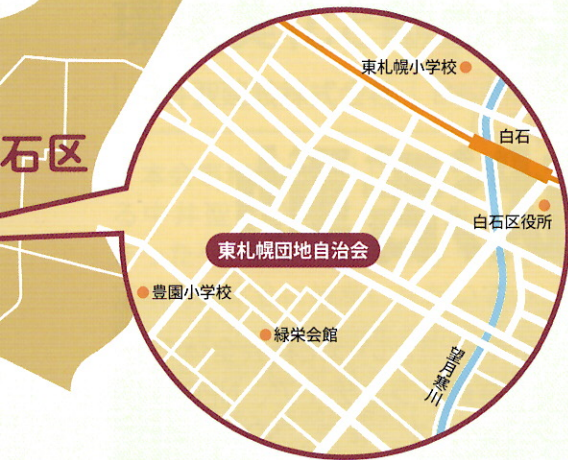 東札幌小学校
白石
石区
白石区役所
東札幌団地自治会
豊園小学校
緑栄会館
望月寒川